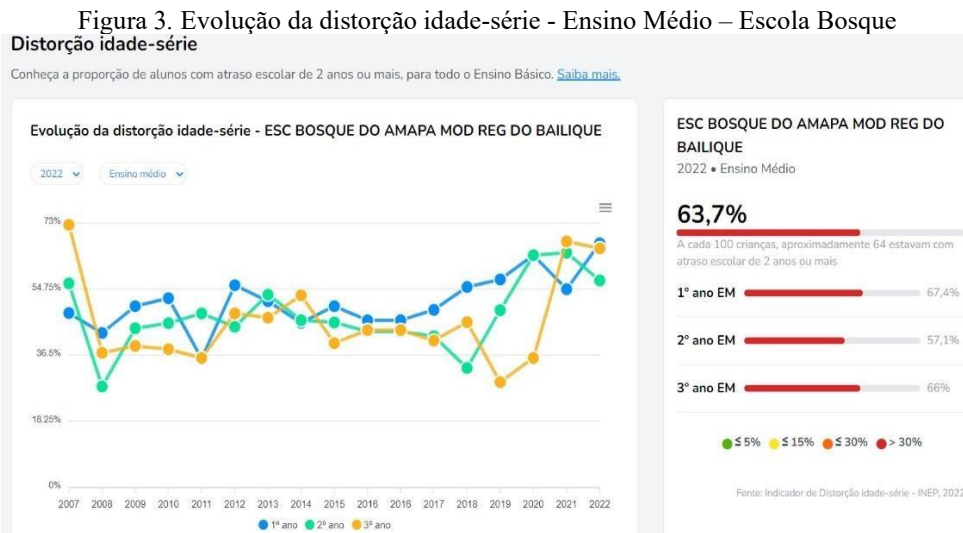 Figura 3. Evolução da distorção idade-série - Ensino Médio – Escola Bosque
Distorção idade-série
Conheça a proporção de alunos com atraso escolar de 2 anos ou mais, para todo o Ensino Básico. Saiba mais.
Evolução da distorção idade-série - ESC BOSQUE DO AMAPA MOD REG DO BAILIQUE
2022
Ensino médio
73%
54.75%
36.5%
18.25%
0%
2007 2008 2009 2010 2011 2012 2013 2014 2015 2016 2016 2017 2018 2019 2020 2021 2022
1º ano 2º ano 3º ano
ESC BOSQUE DO AMAPA MOD REG DO
BAILIQUE
2022 • Ensino Médio
63,7%
A cada 100 crianças, aproximadamente 64 estavam com
atraso escolar de 2 anos ou mais
1º ano EM 67,4%
2º ano EM 57,1%
3º ano EM 66%
≤ 5% ≤ 15% ≤ 30% > 30%
Fonte: Indicador de Distorção idade-série - INEP, 2022